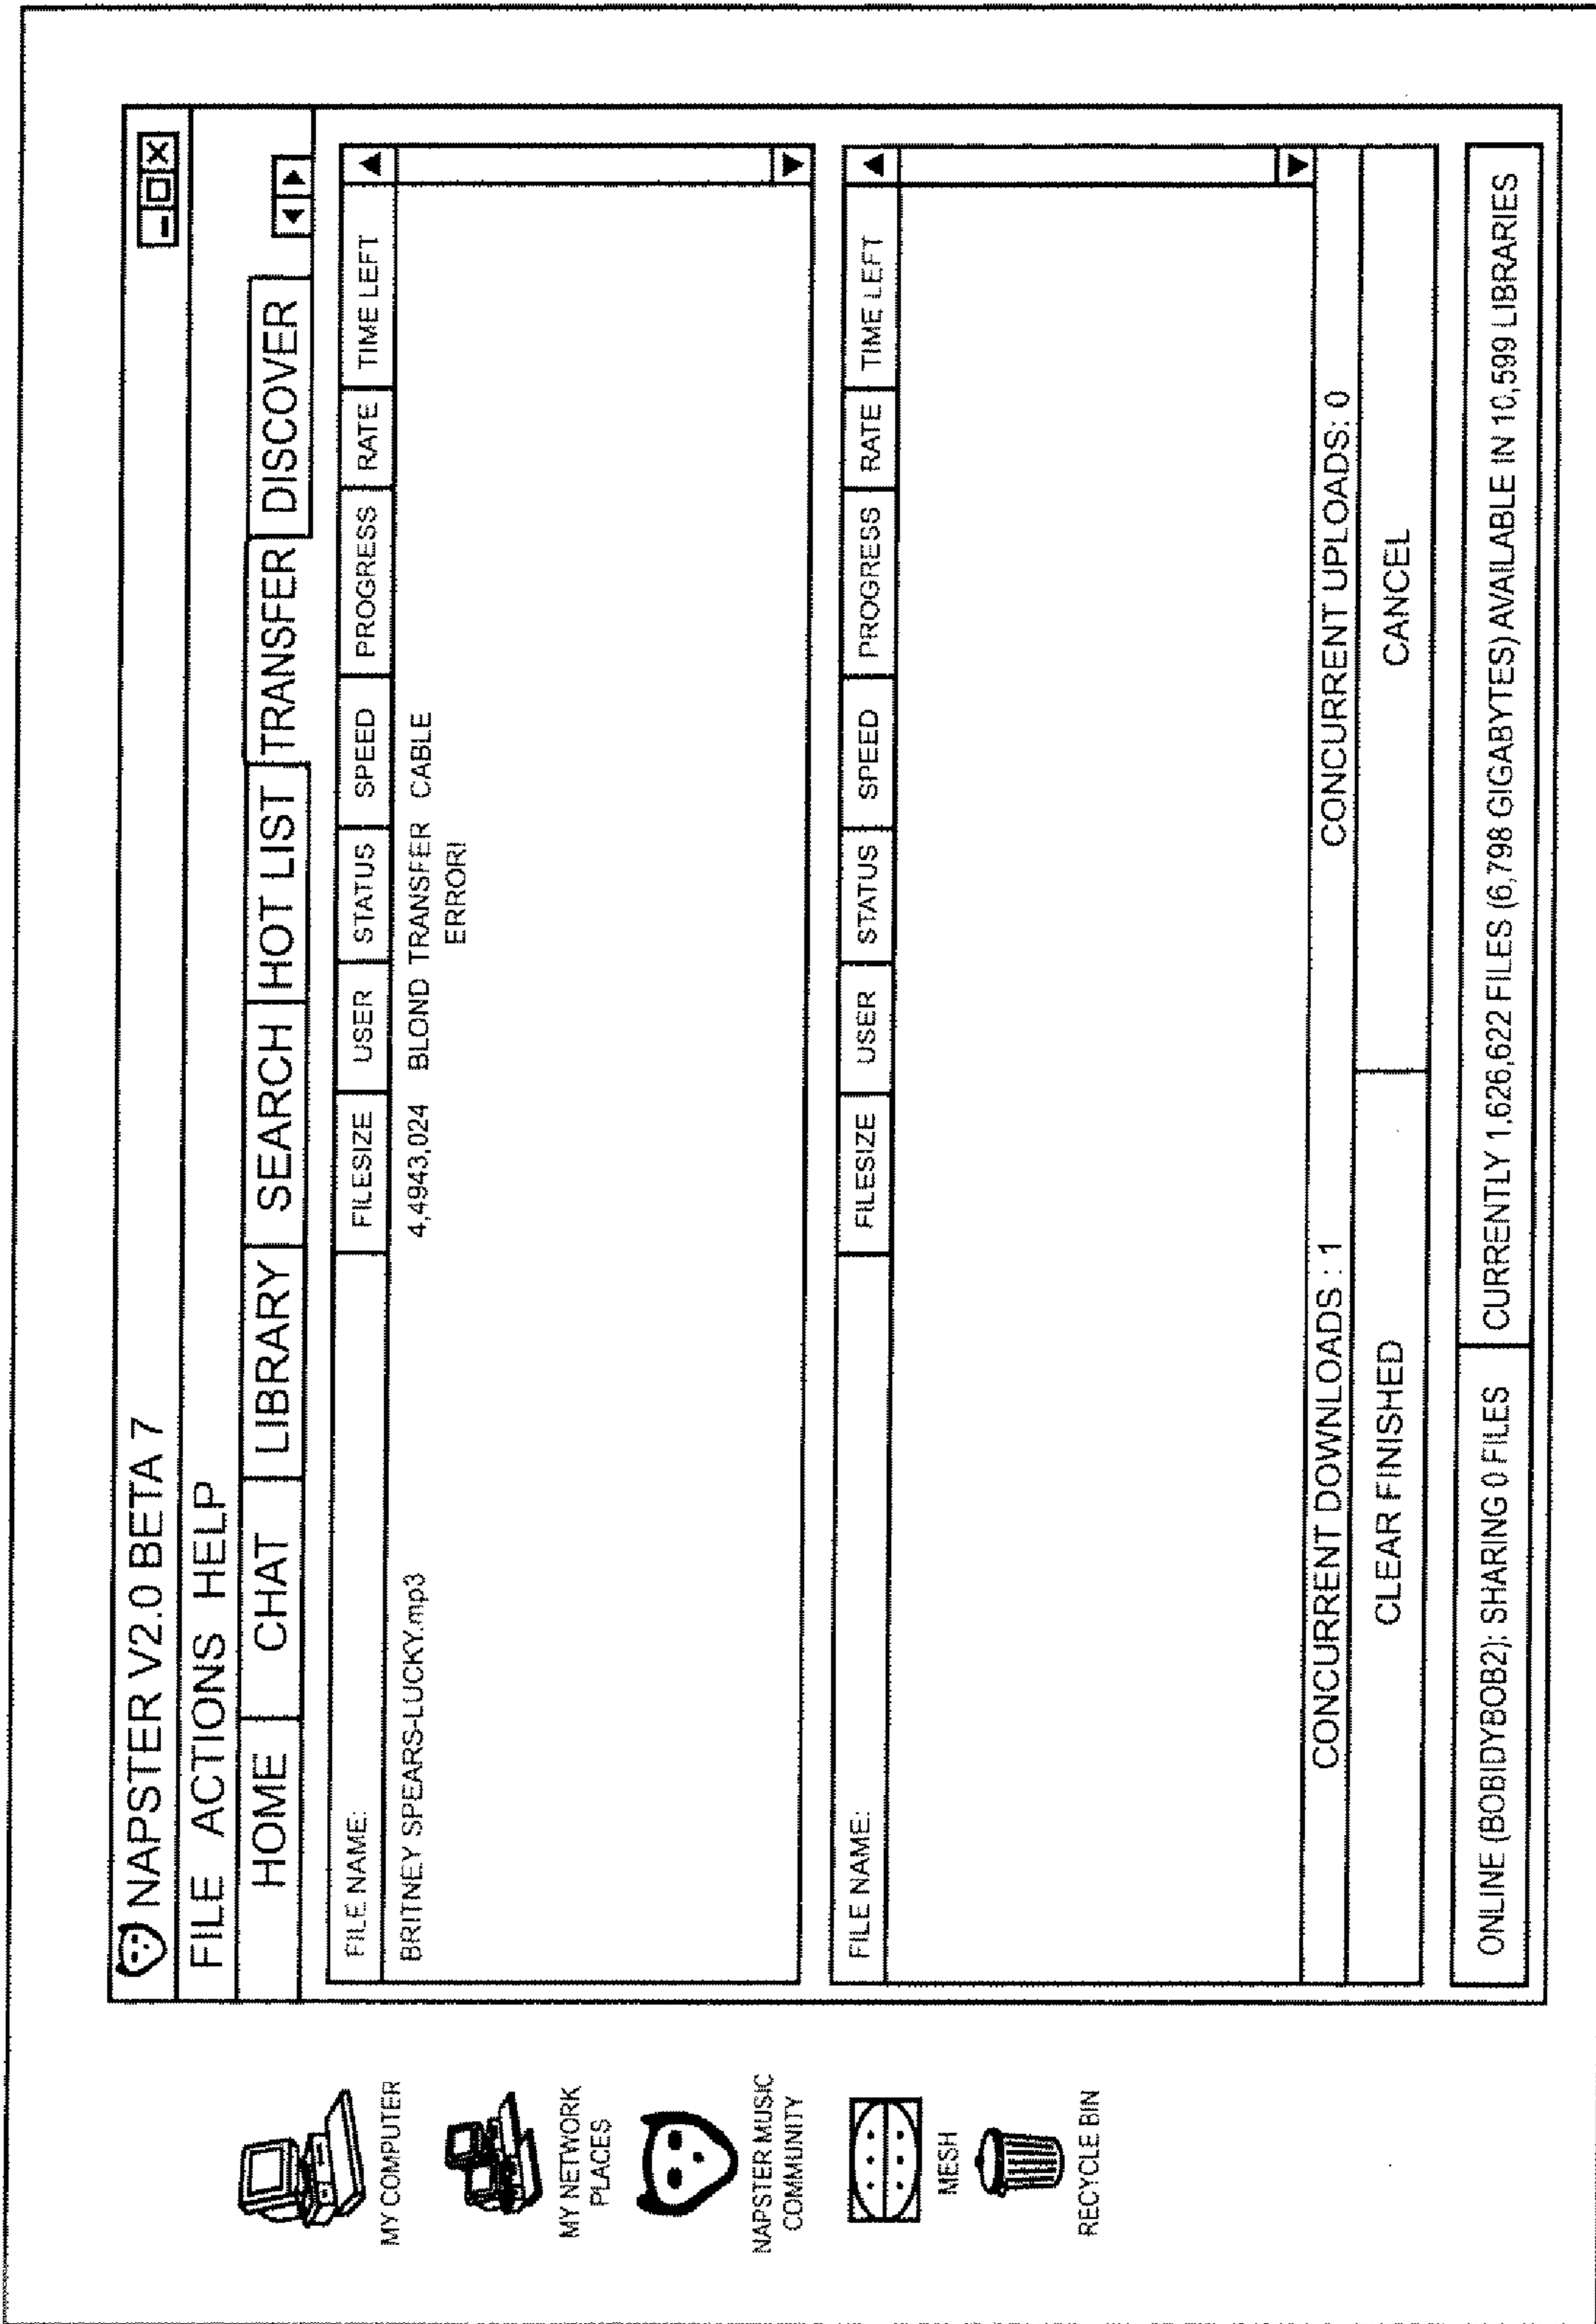 NAPSTER V2.0 BETA 7
FILE ACTIONS HELP
HOME CHAT LIBRARY SEARCH HOT LIST TRANSFER DISCOVER
FILE NAME: FILESIZE USER STATUS SPEED PROGRESS RATE TIME LEFT
BRITNEY SPEARS-LUCKY.mp3 4,4943,024 BLOND TRANSFER CABLE
ERROR!
FILE NAME: FILESIZE USER STATUS SPEED PROGRESS RATE TIME LEFT
CONCURRENT DOWNLOADS : 1 CONCURRENT UPLOADS: 0
CLEAR FINISHED CANCEL
ONLINE (BOBIDYBOB2): SHARING 0 FILES CURRENTLY 1,626,622 FILES (6,798 GIGABYTES) AVAILABLE IN 10,599 LIBRARIES
MY COMPUTER
MY NETWORK
PLACES
NAPSTER MUSIC
COMMUNITY
MESH
RECYCLE BIN